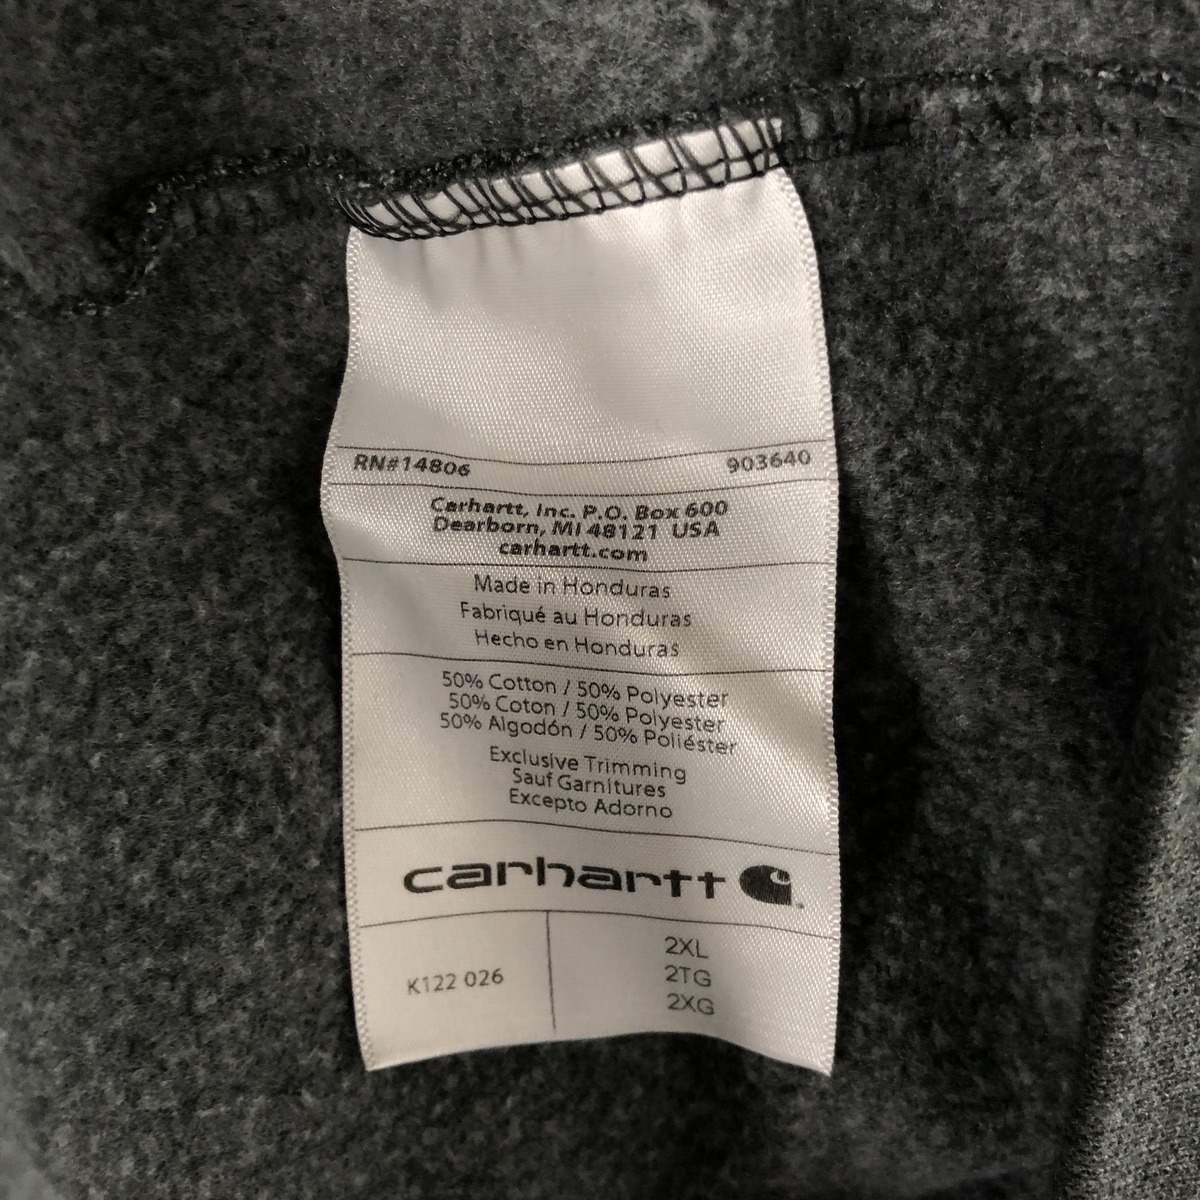 RN#14806 903640
Carhartt, Inc. P.O. Box 600
Dearborn, MI 48121 USA
carhartt.com
Made in Honduras
Fabriqué au Honduras
Hecho en Honduras
50% Cotton / 50% Polyester
50% Coton / 50% Polyester
50% Algodón / 50% Poliéster
Exclusive Trimming
Sauf Garnitures
Excepto Adorno
carhartt
K122 026
2XL
2TG
2XG